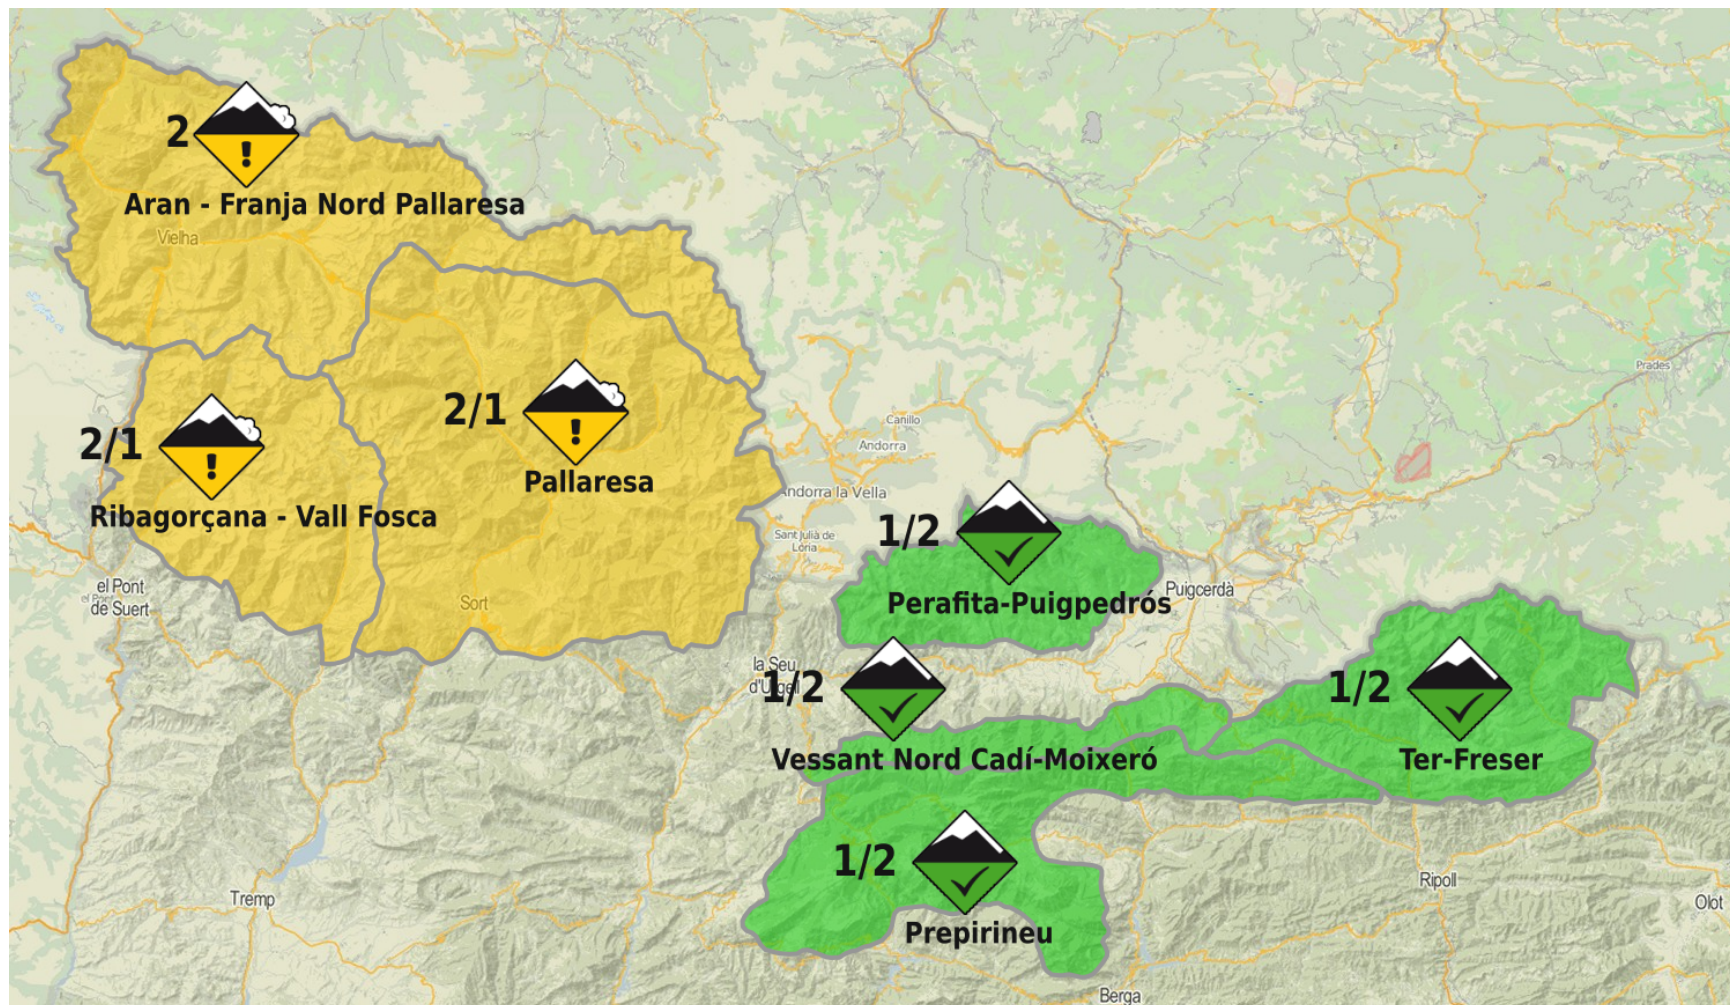 2
!
Aran - Franja Nord Pallaresa
Vielha
Prades
2/1
!
Pallaresa
2/1
!
Ribagorçana - Vall Fosca
Canillo
Andorra
Andorra la Vella
Sant Julià de
Lòria
1/2
Perafita-Puigpedrós
Puigcerdà
el Pont
de Suert
Sort
la Seu
d'Urgell
1/2
Vessant Nord Cadí-Moixeró
1/2
Ter-Freser
1/2
Prepirineu
Tremp
Ripoll
Olot
Berga